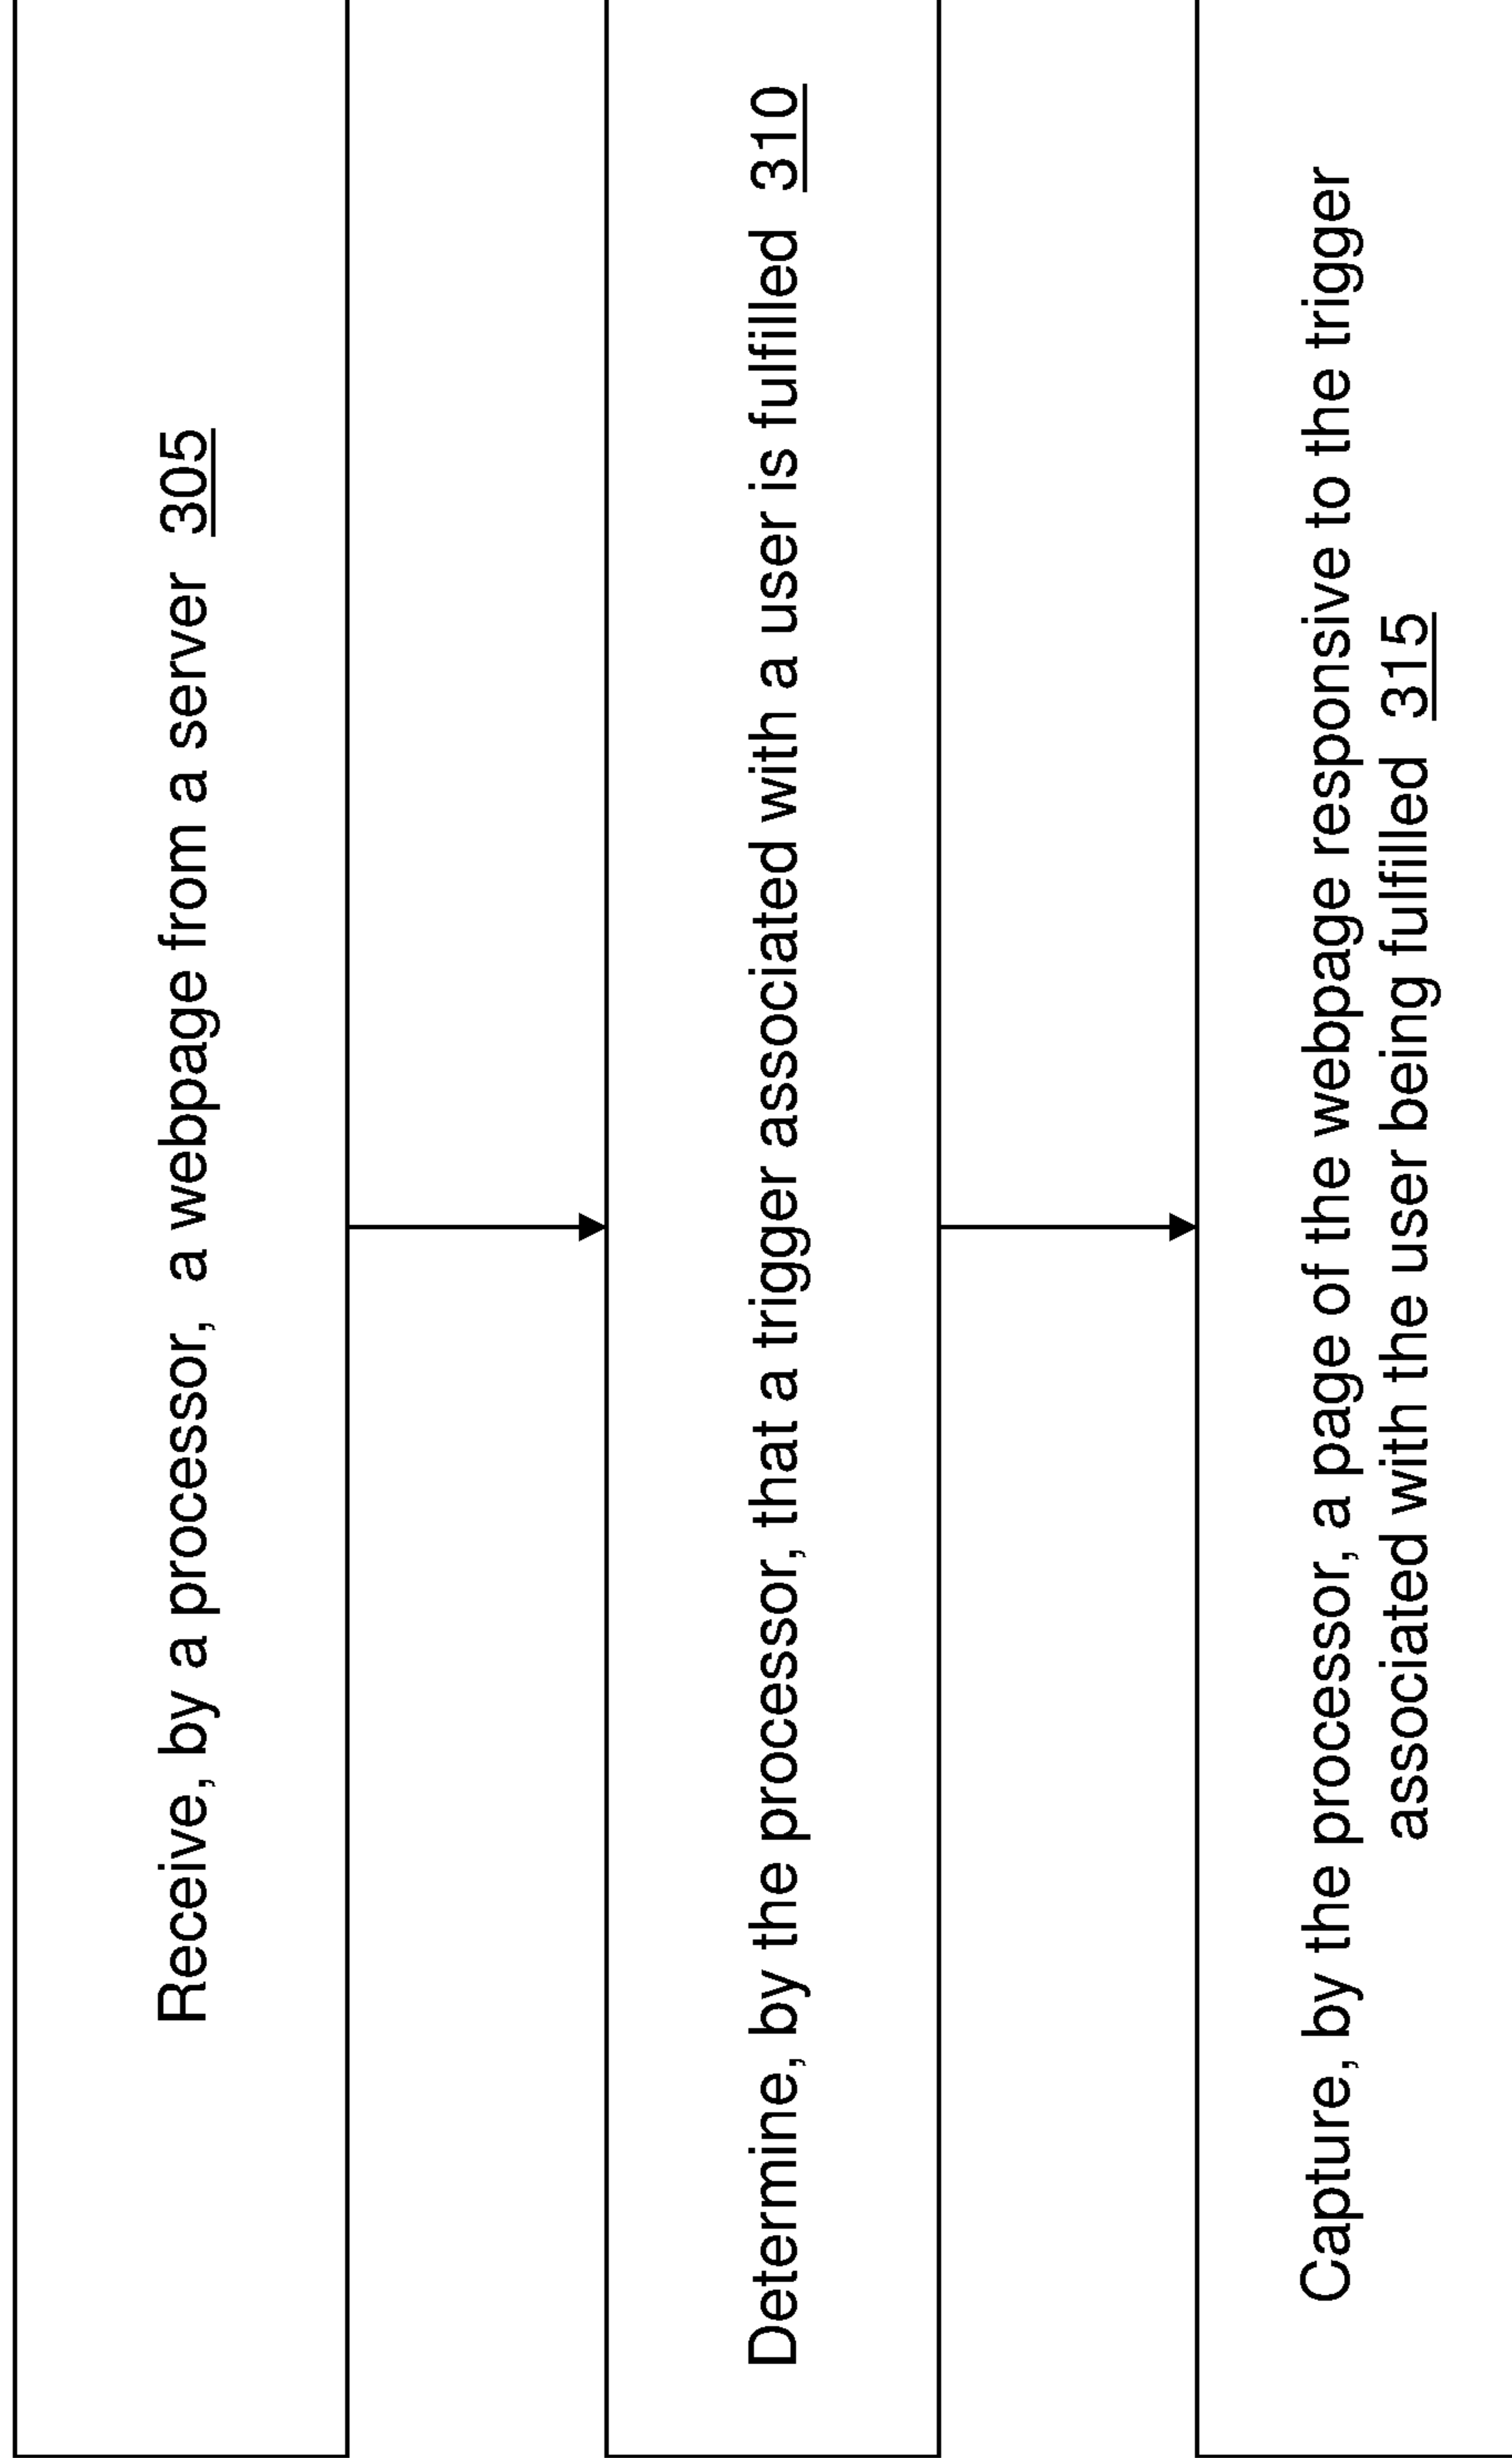 Receive, by a processor, a webpage from a server 305
Determine, by the processor, that a trigger associated with a user is fulfilled 310
Capture, by the processor, a page of the webpage responsive to the trigger
associated with the user being fulfilled 315